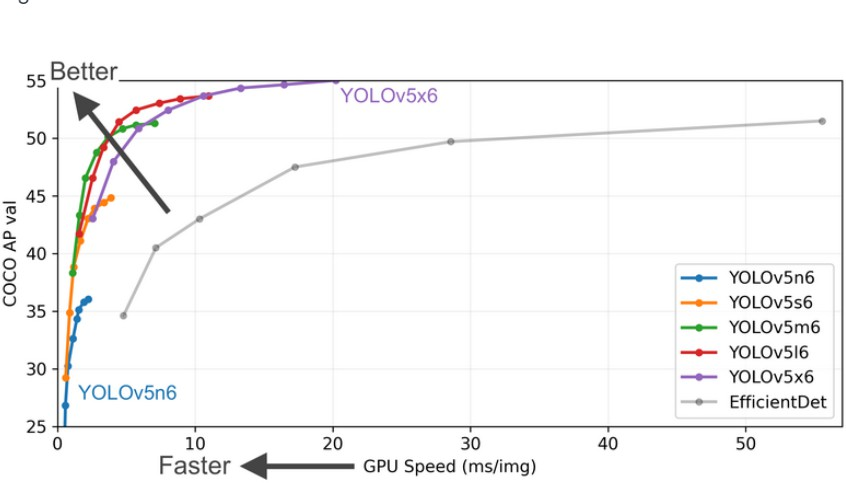 Better
55
50
45
40
35
30
25
COCO AP val
YOLOv5x6
YOLOv5n6
YOLOv5n6
YOLOv5s6
YOLOv5m6
YOLOv5l6
YOLOv5x6
EfficientDet
0 10 20 30 40 50
Faster GPU Speed (ms/img)